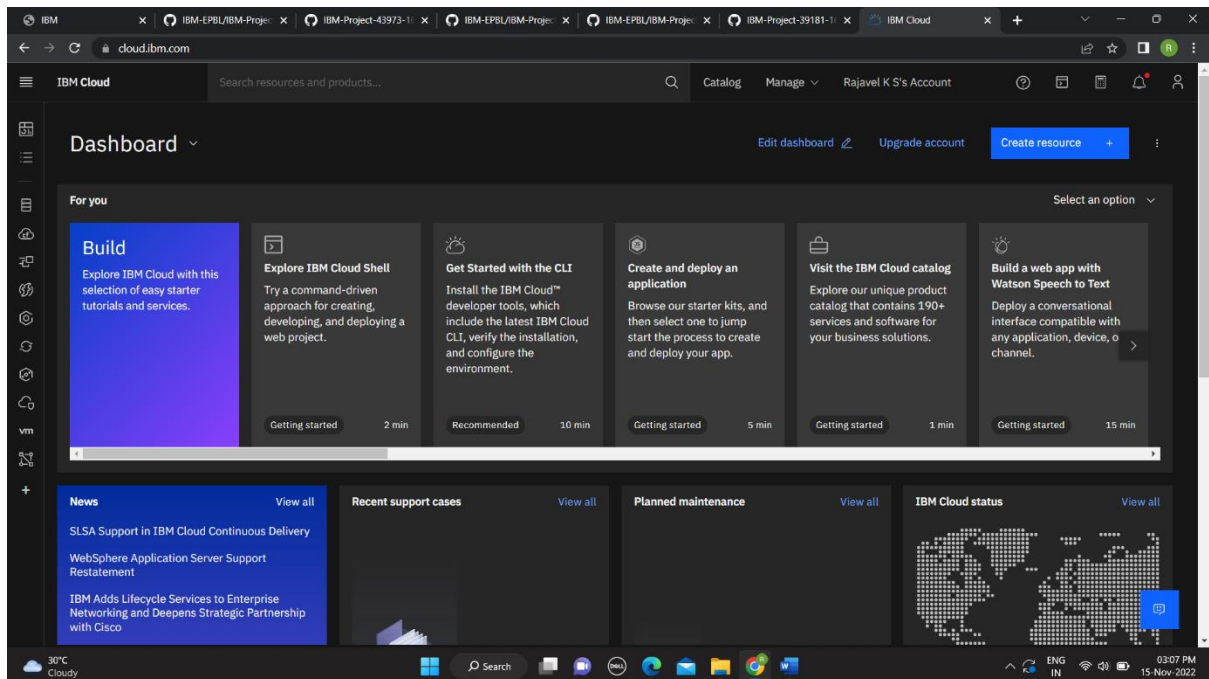 IBM
IBM-EPBL/IBM-Projec
IBM-Project-43973-16
IBM-EPBL/IBM-Projec
IBM-EPBL/IBM-Projec
IBM-Project-39181-1
IBM Cloud
cloud.ibm.com
R
IBM Cloud
Search resources and products...
Catalog
Manage
Rajavel K S's Account
Dashboard
Edit dashboard
Upgrade account
Create resource +
For you
Select an option
Build
Explore IBM Cloud with this
selection of easy starter
tutorials and services.
Explore IBM Cloud Shell
Try a command-driven
approach for creating,
developing, and deploying a
web project.
Getting started
2 min
Get Started with the CLI
Install the IBM Cloud™
developer tools, which
include the latest IBM Cloud
CLI, verify the installation,
and configure the
environment.
Recommended
10 min
Create and deploy an
application
Browse our starter kits, and
then select one to jump
start the process to create
and deploy your app.
Getting started
5 min
Visit the IBM Cloud catalog
Explore our unique product
catalog that contains 190+
services and software for
your business solutions.
Getting started
1 min
Build a web app with
Watson Speech to Text
Deploy a conversational
interface compatible with
any application, device, o
channel.
Getting started
15 min
vm
News
View all
SLSA Support in IBM Cloud Continuous Delivery
WebSphere Application Server Support
Restatement
IBM Adds Lifecycle Services to Enterprise
Networking and Deepens Strategic Partnership
with Cisco
Recent support cases
View all
Planned maintenance
View all
IBM Cloud status
View all
30°C
Cloudy
Search
DELL
ENG
IN
03:07 PM
15-Nov-2022